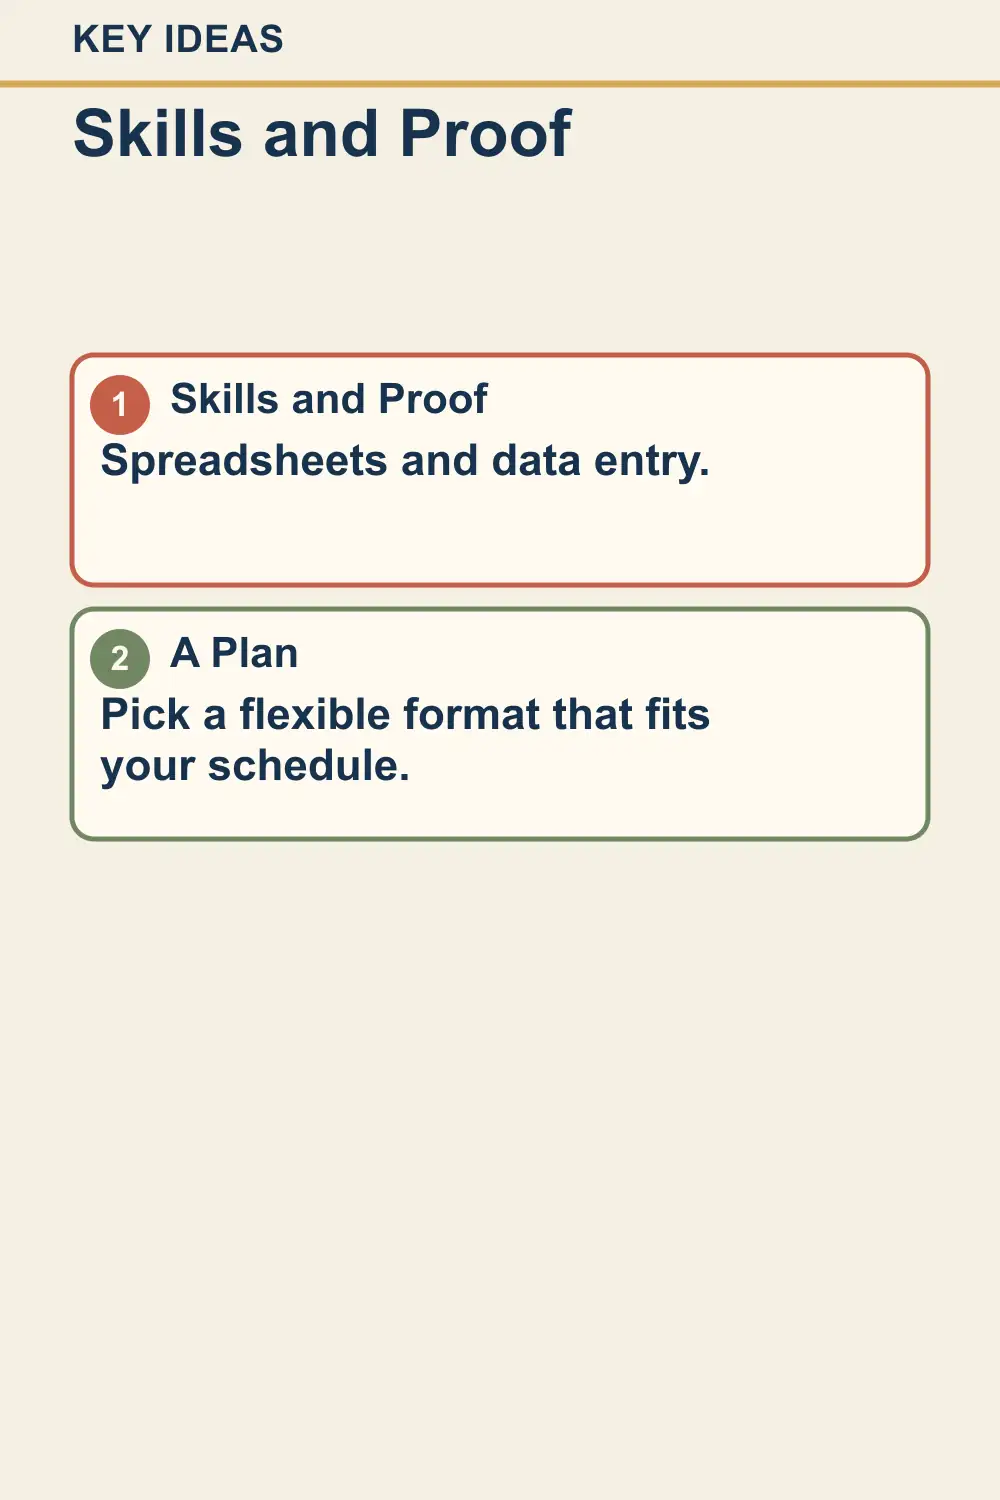 KEY IDEAS
Skills and Proof
1 Skills and Proof
Spreadsheets and data entry.
2 A Plan
Pick a flexible format that fits
your schedule.